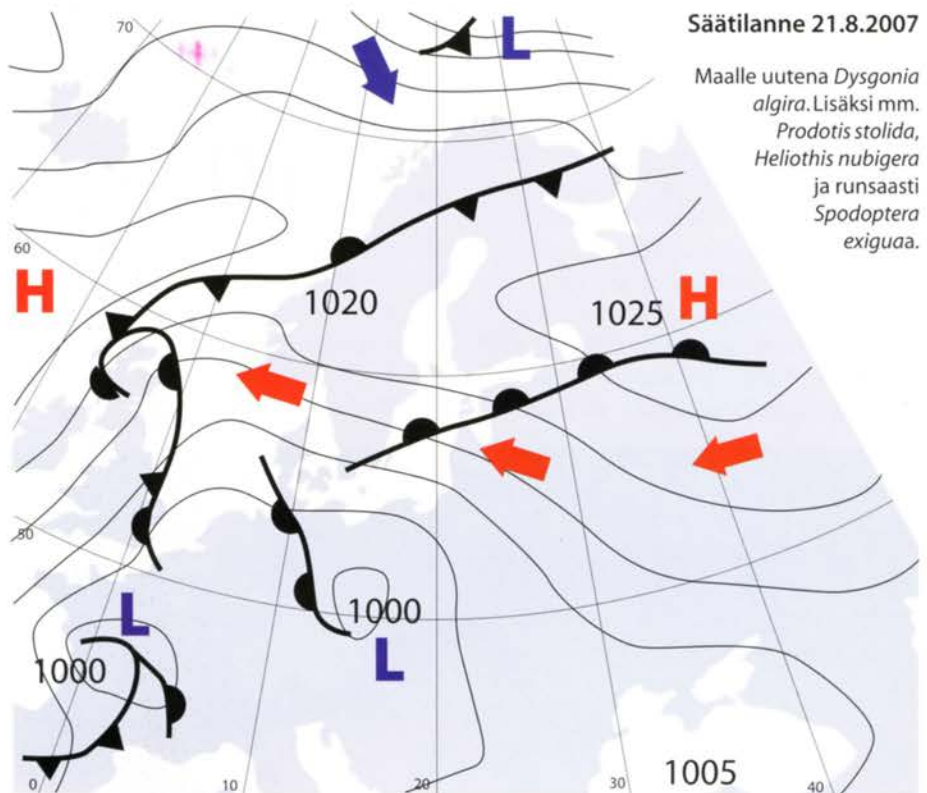 Säätilanne 21.8.2007
Maalle uutena Dysgonia
algira. Lisäksi mm.
Prodotis stolida,
Heliothis nubigera
ja runsaasti
Spodoptera
exiguaa.
70
L
60
H
1020
1025 H
50
L
1000
1000
L
1005
0
10
20
30
40